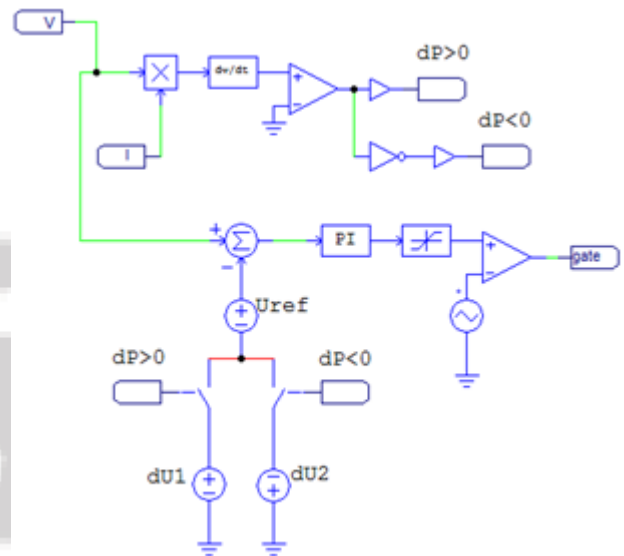 V
dv/dt
dP>0
I
dP<0
Σ
PI
gate
Uref
dP>0
dP<0
dU1
dU2